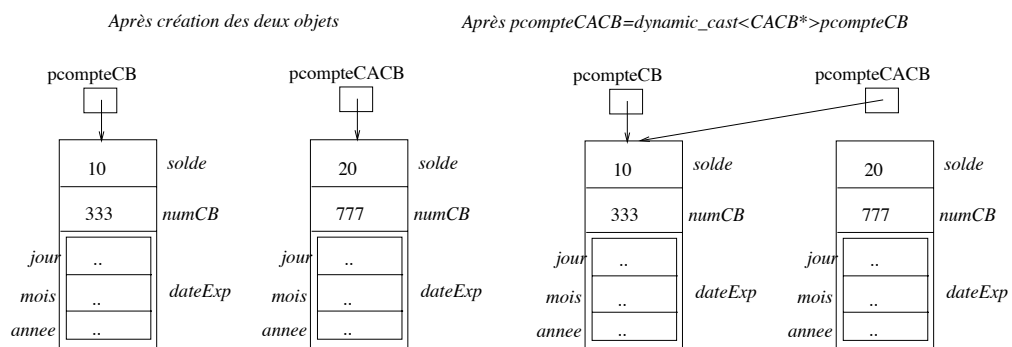 Après création des deux objets
Après pcompteCACB=dynamic_cast<CACB*>pcompteCB
pcompteCB
pcompteCACB
pcompteCB
pcompteCACB
10
solde
20
solde
10
solde
20
solde
333
numCB
777
numCB
333
numCB
777
numCB
jour
..
jour
..
jour
..
jour
..
mois
..
dateExp
mois
..
dateExp
mois
..
dateExp
mois
..
dateExp
annee
..
annee
..
annee
..
annee
..